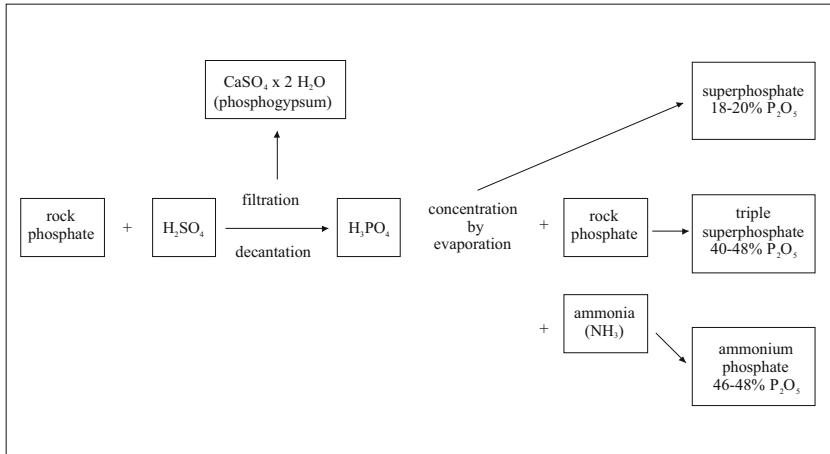 CaSO₄ x 2 H₂O
(phosphogypsum)
superphosphate
18-20% P₂O₅
rock
phosphate
+
H₂SO₄
filtration
decantation
H₃PO₄
concentration
by
evaporation
+
rock
phosphate
triple
superphosphate
40-48% P₂O₅
+
ammonia
(NH₃)
ammonium
phosphate
46-48% P₂O₅